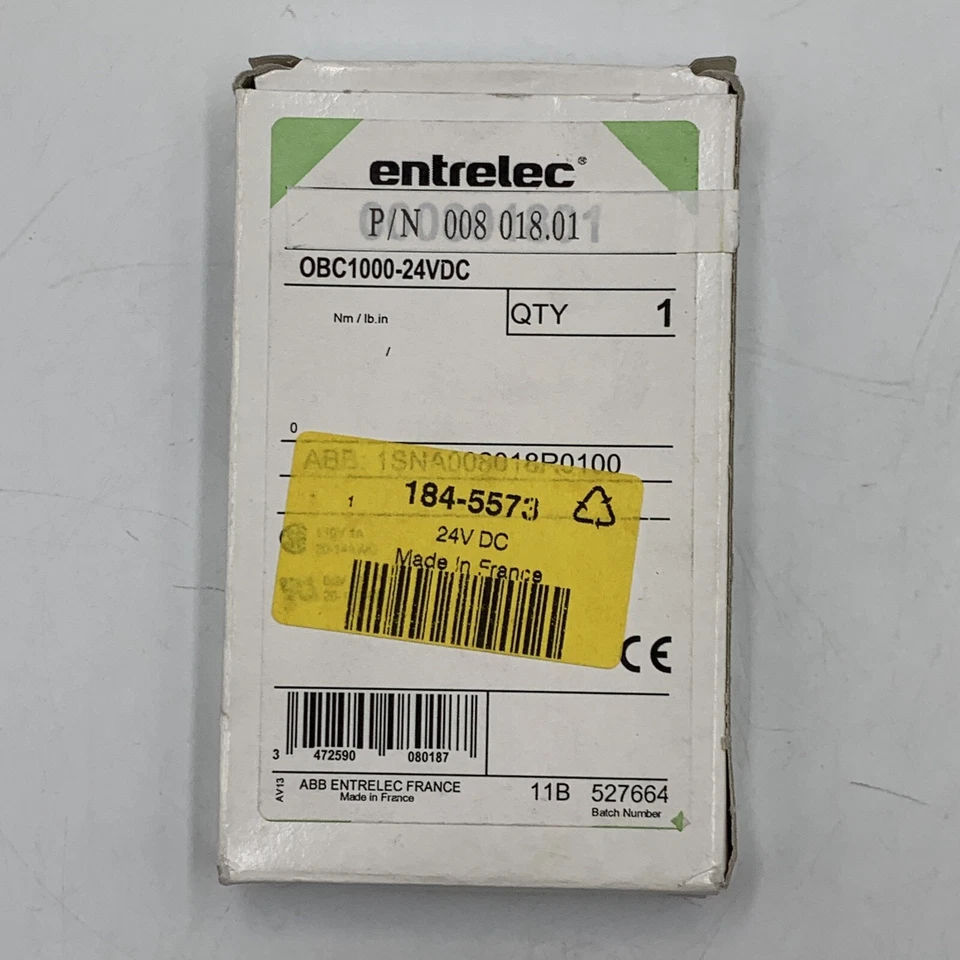 entrelec®
P/N 008 018.01
OBC1000-24VDC
QTY 1
Nm / lb.in
/
0
ABB: 1SNA008018R0100
1 184-5573
24V DC
Made In France
CE
3 472590 080187
AV13
ABB ENTRELEC FRANCE
Made in France
11B 527664
Batch Number